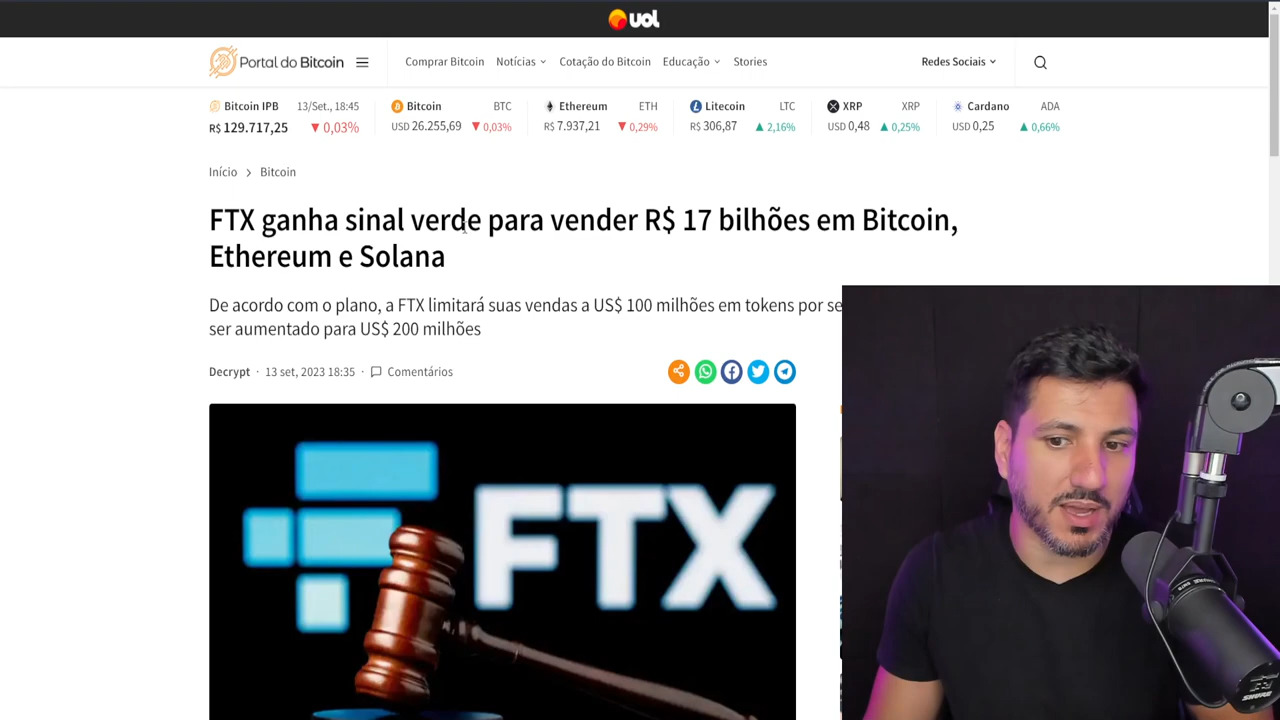 uol
Portal do Bitcoin
Comprar Bitcoin Notícias Cotação do Bitcoin Educação Stories Redes Sociais
Bitcoin IPB 13/Set., 18:45 Bitcoin BTC Ethereum ETH Litecoin LTC XRP XRP Cardano ADA
R$ 129.717,25 ▼ 0,03% USD 26.255,69 ▼ 0,03% R$ 7.937,21 ▼ 0,29% R$ 306,87 ▲ 2,16% USD 0,48 ▲ 0,25% USD 0,25 ▲ 0,66%
Início > Bitcoin
FTX ganha sinal verde para vender R$ 17 bilhões em Bitcoin,
Ethereum e Solana
De acordo com o plano, a FTX limitará suas vendas a US$ 100 milhões em tokens por se
ser aumentado para US$ 200 milhões
Decrypt · 13 set, 2023 18:35 · Comentários
FTX
SHURE